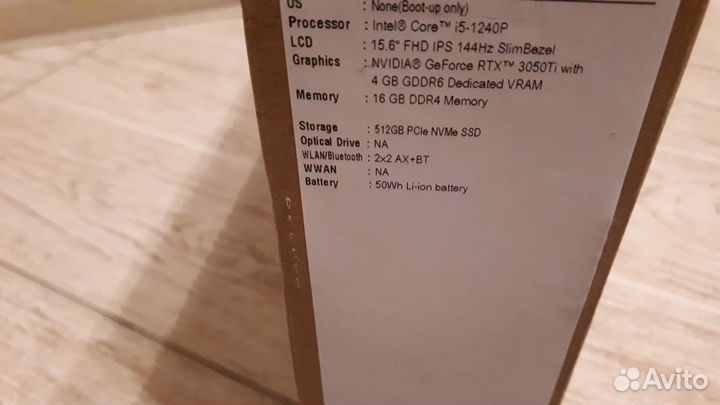 OS : None(Boot-up only)
Processor : Intel® Core™ i5-1240P
LCD : 15.6" FHD IPS 144Hz SlimBezel
Graphics : NVIDIA® GeForce RTX™ 3050Ti with
4 GB GDDR6 Dedicated VRAM
Memory : 16 GB DDR4 Memory
Storage : 512GB PCIe NVMe SSD
Optical Drive : NA
WLAN/Bluetooth : 2x2 AX+BT
WWAN : NA
Battery : 50Wh Li-ion battery
Avito